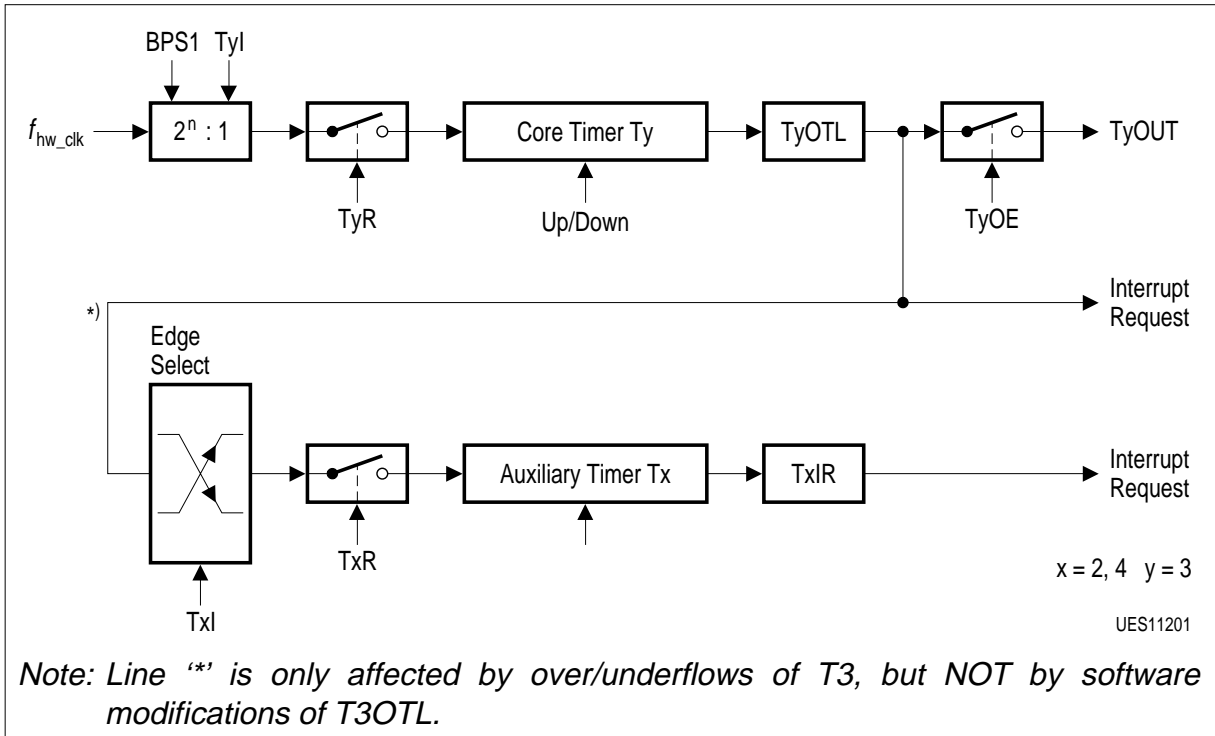 BPS1 TyI
f hw_clk
2^n : 1
Core Timer Ty
TyOTL
TyOUT
TyR
Up/Down
TyOE
*)
Interrupt
Request
Edge
Select
Auxiliary Timer Tx
TxIR
Interrupt
Request
TxR
x = 2, 4 y = 3
TxI
UES11201
Note: Line ‘*’ is only affected by over/underflows of T3, but NOT by software
modifications of T3OTL.